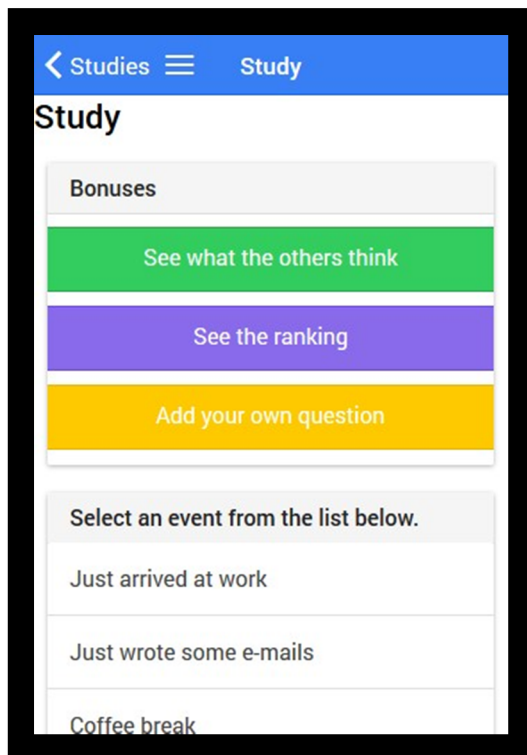 Studies Study
Study
Bonuses
See what the others think
See the ranking
Add your own question
Select an event from the list below.
Just arrived at work
Just wrote some e-mails
Coffee break